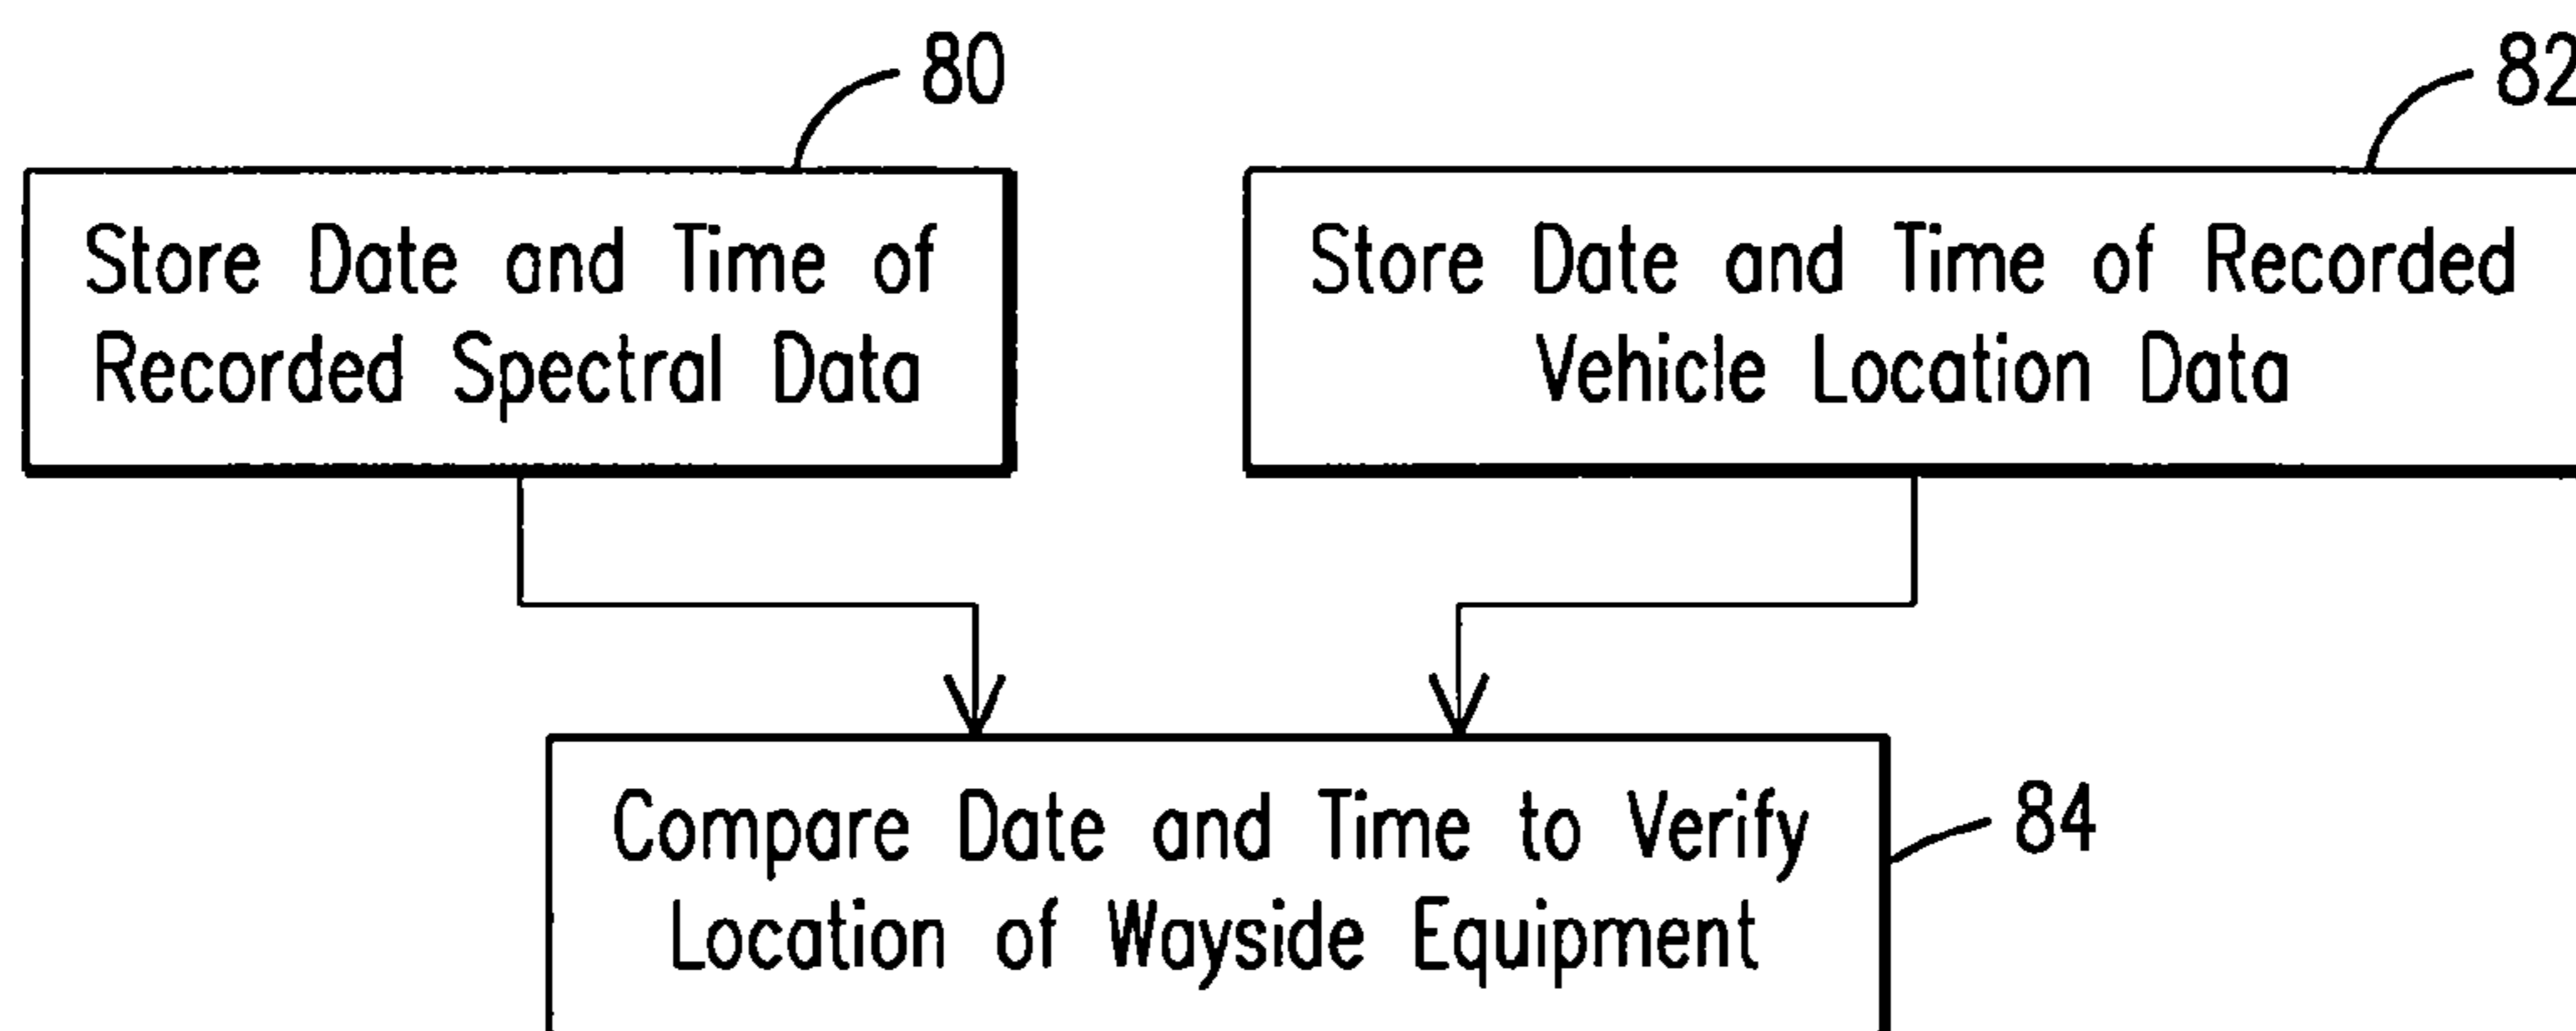 80
82
Store Date and Time of
Recorded Spectral Data
Store Date and Time of Recorded
Vehicle Location Data
Compare Date and Time to Verify
Location of Wayside Equipment
84